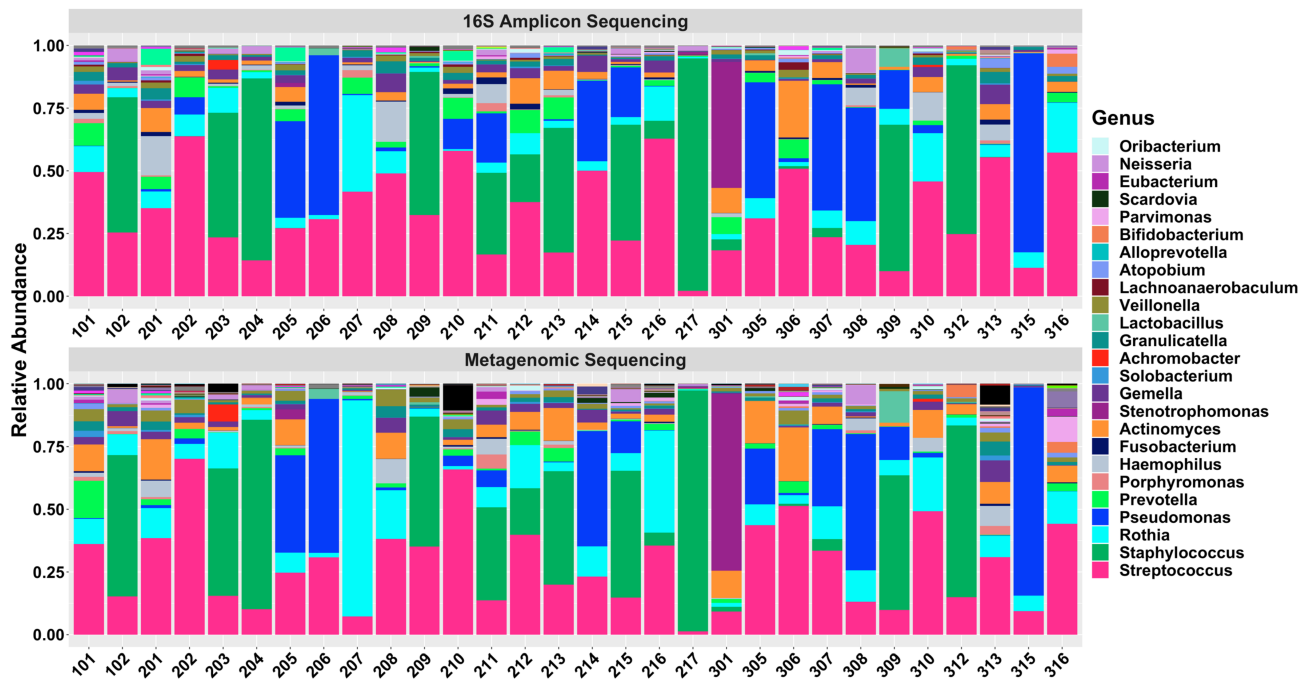 16S Amplicon Sequencing
1.00
0.75
0.50
0.25
0.00
101 102 201 202 203 204 205 206 207 208 209 210 211 212 213 214 215 216 217 301 305 306 307 308 309 310 312 313 315 316
Relative Abundance
Metagenomic Sequencing
1.00
0.75
0.50
0.25
0.00
101 102 201 202 203 204 205 206 207 208 209 210 211 212 213 214 215 216 217 301 305 306 307 308 309 310 312 313 315 316
Genus
Oribacterium
Neisseria
Eubacterium
Scardovia
Parvimonas
Bifidobacterium
Alloprevotella
Atopobium
Lachnoanaerobaculum
Veillonella
Lactobacillus
Granulicatella
Achromobacter
Solobacterium
Gemella
Stenotrophomonas
Actinomyces
Fusobacterium
Haemophilus
Porphyromonas
Prevotella
Pseudomonas
Rothia
Staphylococcus
Streptococcus